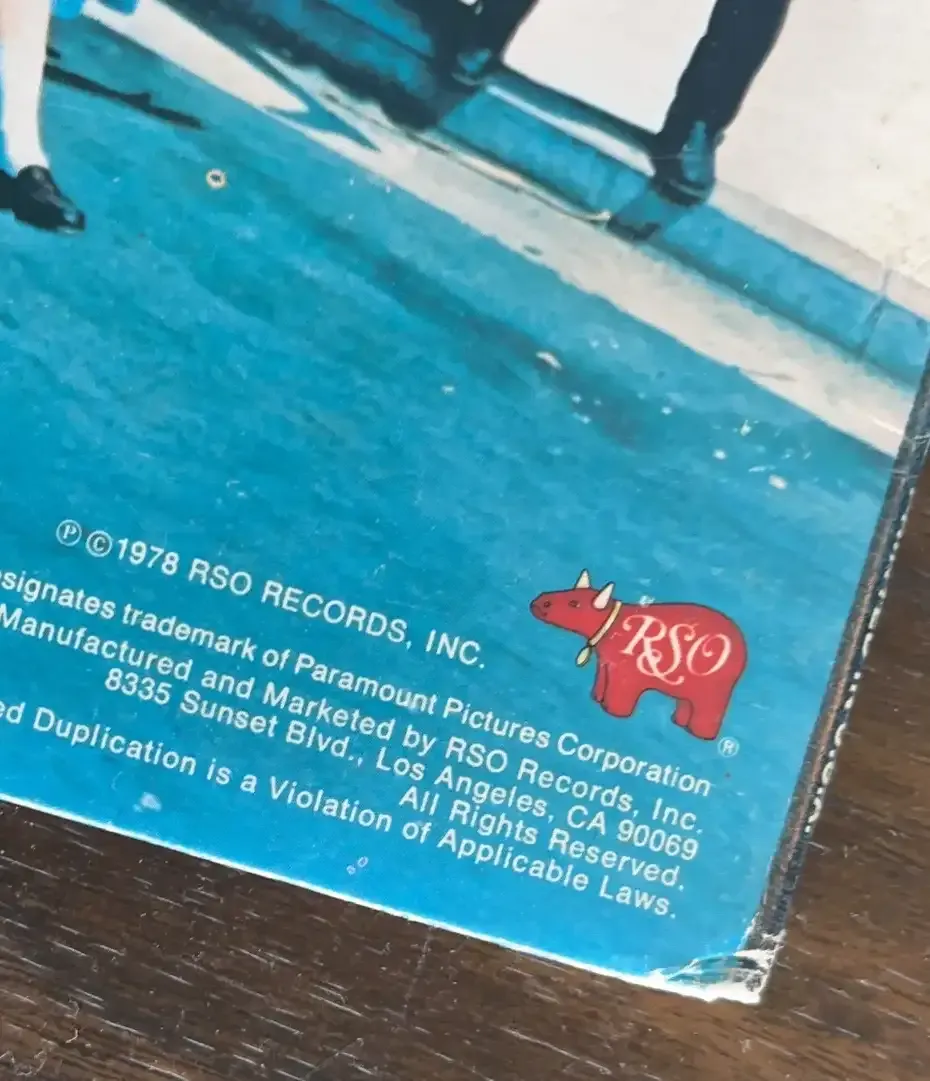 Ⓟ©1978 RSO RECORDS, INC.
RSO
®
signates trademark of Paramount Pictures Corporation
Manufactured and Marketed by RSO Records, Inc.
8335 Sunset Blvd., Los Angeles, CA 90069
All Rights Reserved.
ed Duplication is a Violation of Applicable Laws.